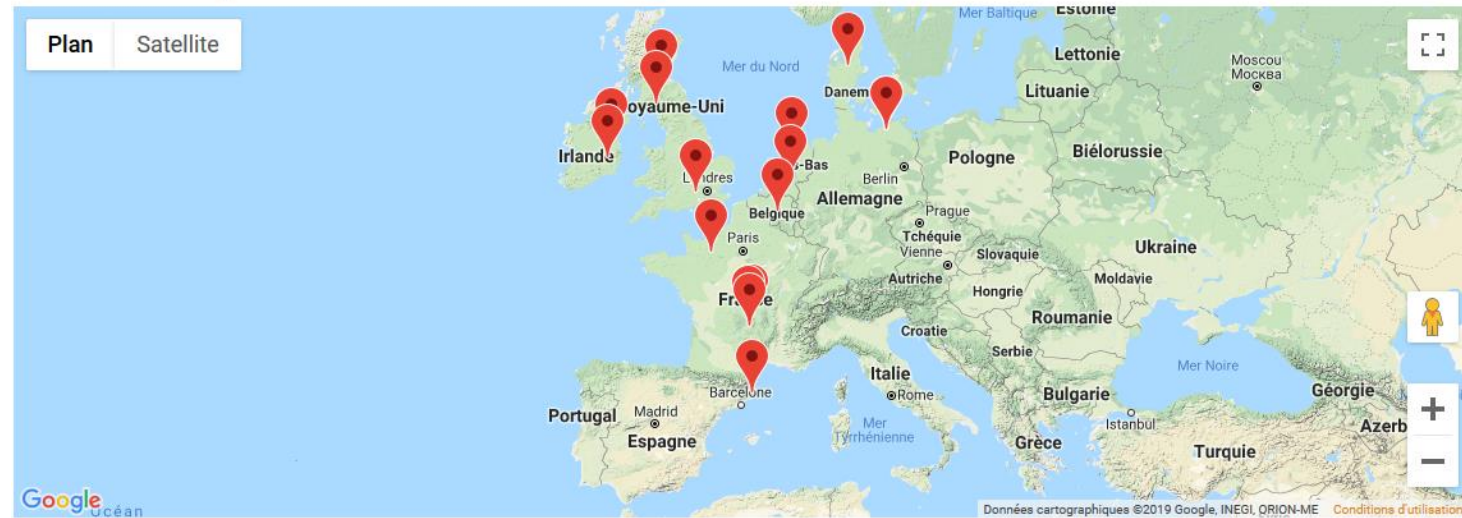 Plan
Satellite
Mer Baltique
Estonie
Lettonie
Moscou
Москва
Mer du Nord
Danem
Lituanie
oyaume-Uni
Irlande
s-Bas
Biélorussie
Pologne
Berlin
Londres
Allemagne
Belgique
Prague
Paris
Tchéquie
Ukraine
Vienne
Slovaquie
Autriche
Moldavie
Hongrie
France
Roumanie
Croatie
Serbie
Mer Noire
Italie
Barcelone
Rome
Bulgarie
Géorgie
Portugal
Madrid
Istanbul
Azerb
Mer
Tyrrhénienne
Espagne
Grèce
Turquie
Google
Océan
Données cartographiques ©2019 Google, INEGI, ORION-ME
Conditions d'utilisation